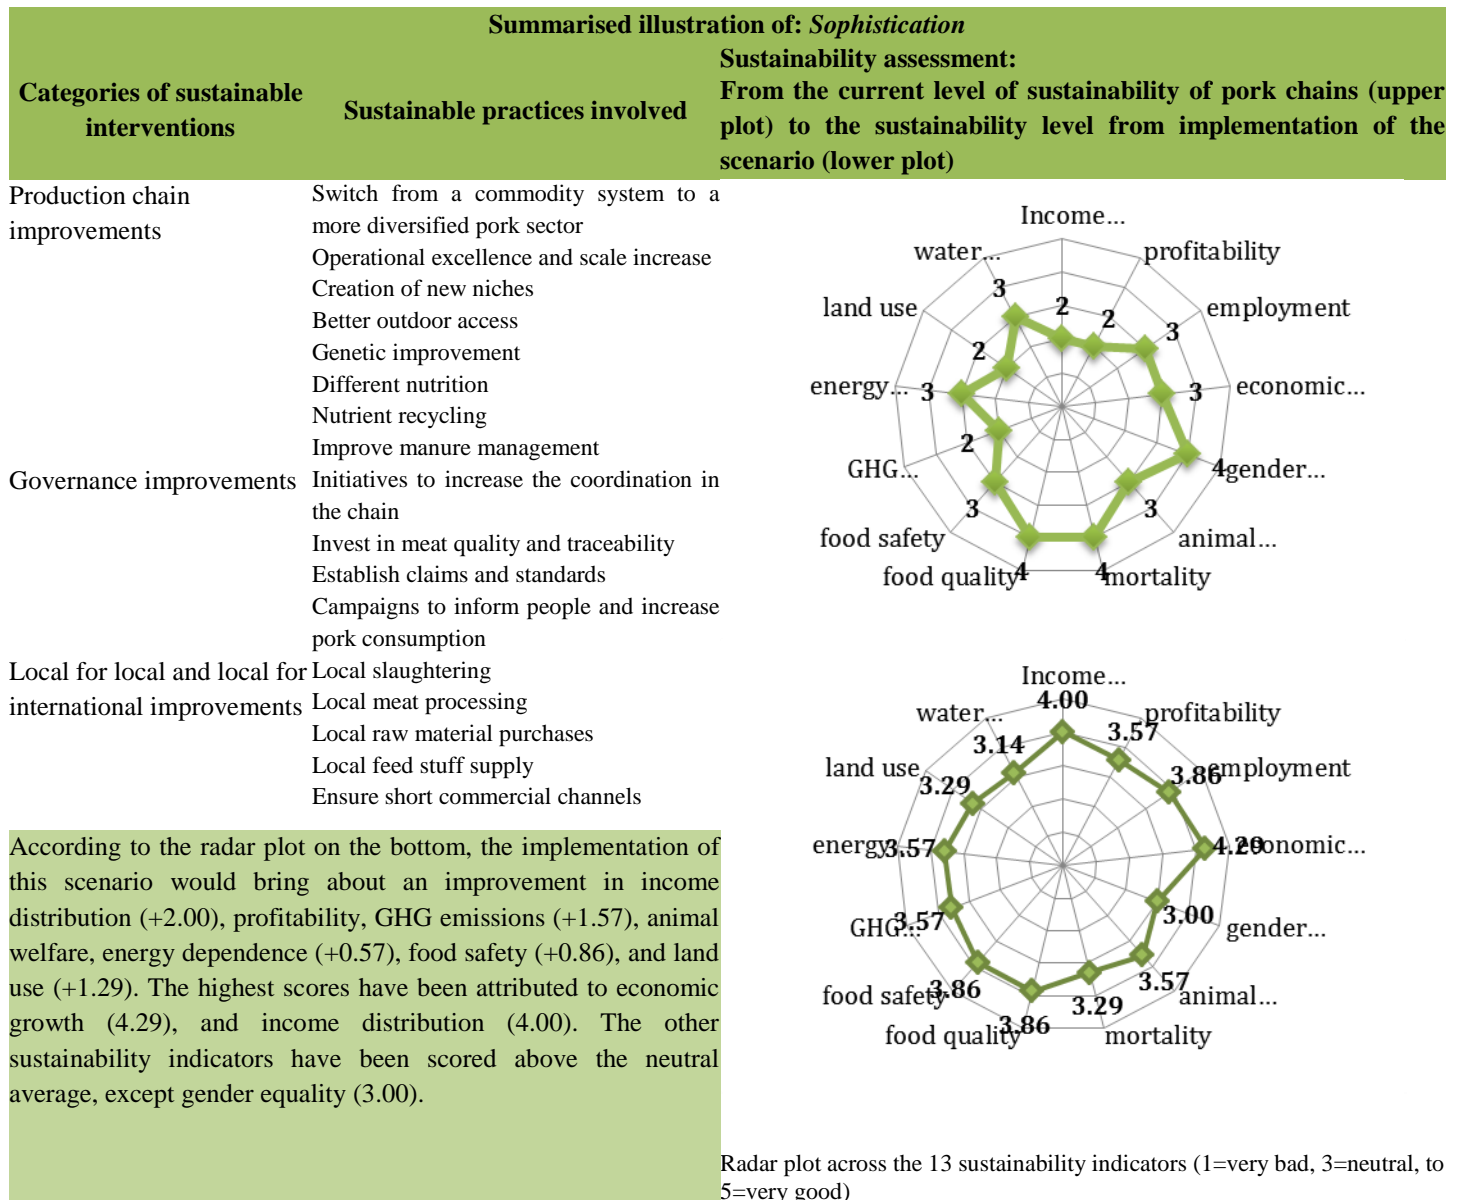 Summarised illustration of: Sophistication
Categories of sustainable
interventions
Sustainable practices involved
Sustainability assessment:
From the current level of sustainability of pork chains (upper
plot) to the sustainability level from implementation of the
scenario (lower plot)
Production chain
improvements
Switch from a commodity system to a
more diversified pork sector
Operational excellence and scale increase
Creation of new niches
Better outdoor access
Genetic improvement
Different nutrition
Nutrient recycling
Improve manure management
Governance improvements
Initiatives to increase the coordination in
the chain
Invest in meat quality and traceability
Establish claims and standards
Campaigns to inform people and increase
pork consumption
Local for local and local for
international improvements
Local slaughtering
Local meat processing
Local raw material purchases
Local feed stuff supply
Ensure short commercial channels
According to the radar plot on the bottom, the implementation of
this scenario would bring about an improvement in income
distribution (+2.00), profitability, GHG emissions (+1.57), animal
welfare, energy dependence (+0.57), food safety (+0.86), and land
use (+1.29). The highest scores have been attributed to economic
growth (4.29), and income distribution (4.00). The other
sustainability indicators have been scored above the neutral
average, except gender equality (3.00).
Income...
2
profitability
2
employment
3
economic...
3
gender...
4
animal...
3
mortality
4
food quality
4
food safety
3
GHG...
2
energy...
3
land use
2
water...
3
Income...
4.00
profitability
3.57
employment
3.86
economic...
4.29
gender...
3.00
animal...
3.57
mortality
3.29
food quality
3.86
food safety
3.86
GHG...
3.57
energy...
3.57
land use
3.29
water...
3.14
Radar plot across the 13 sustainability indicators (1=very bad, 3=neutral, to
5=very good)